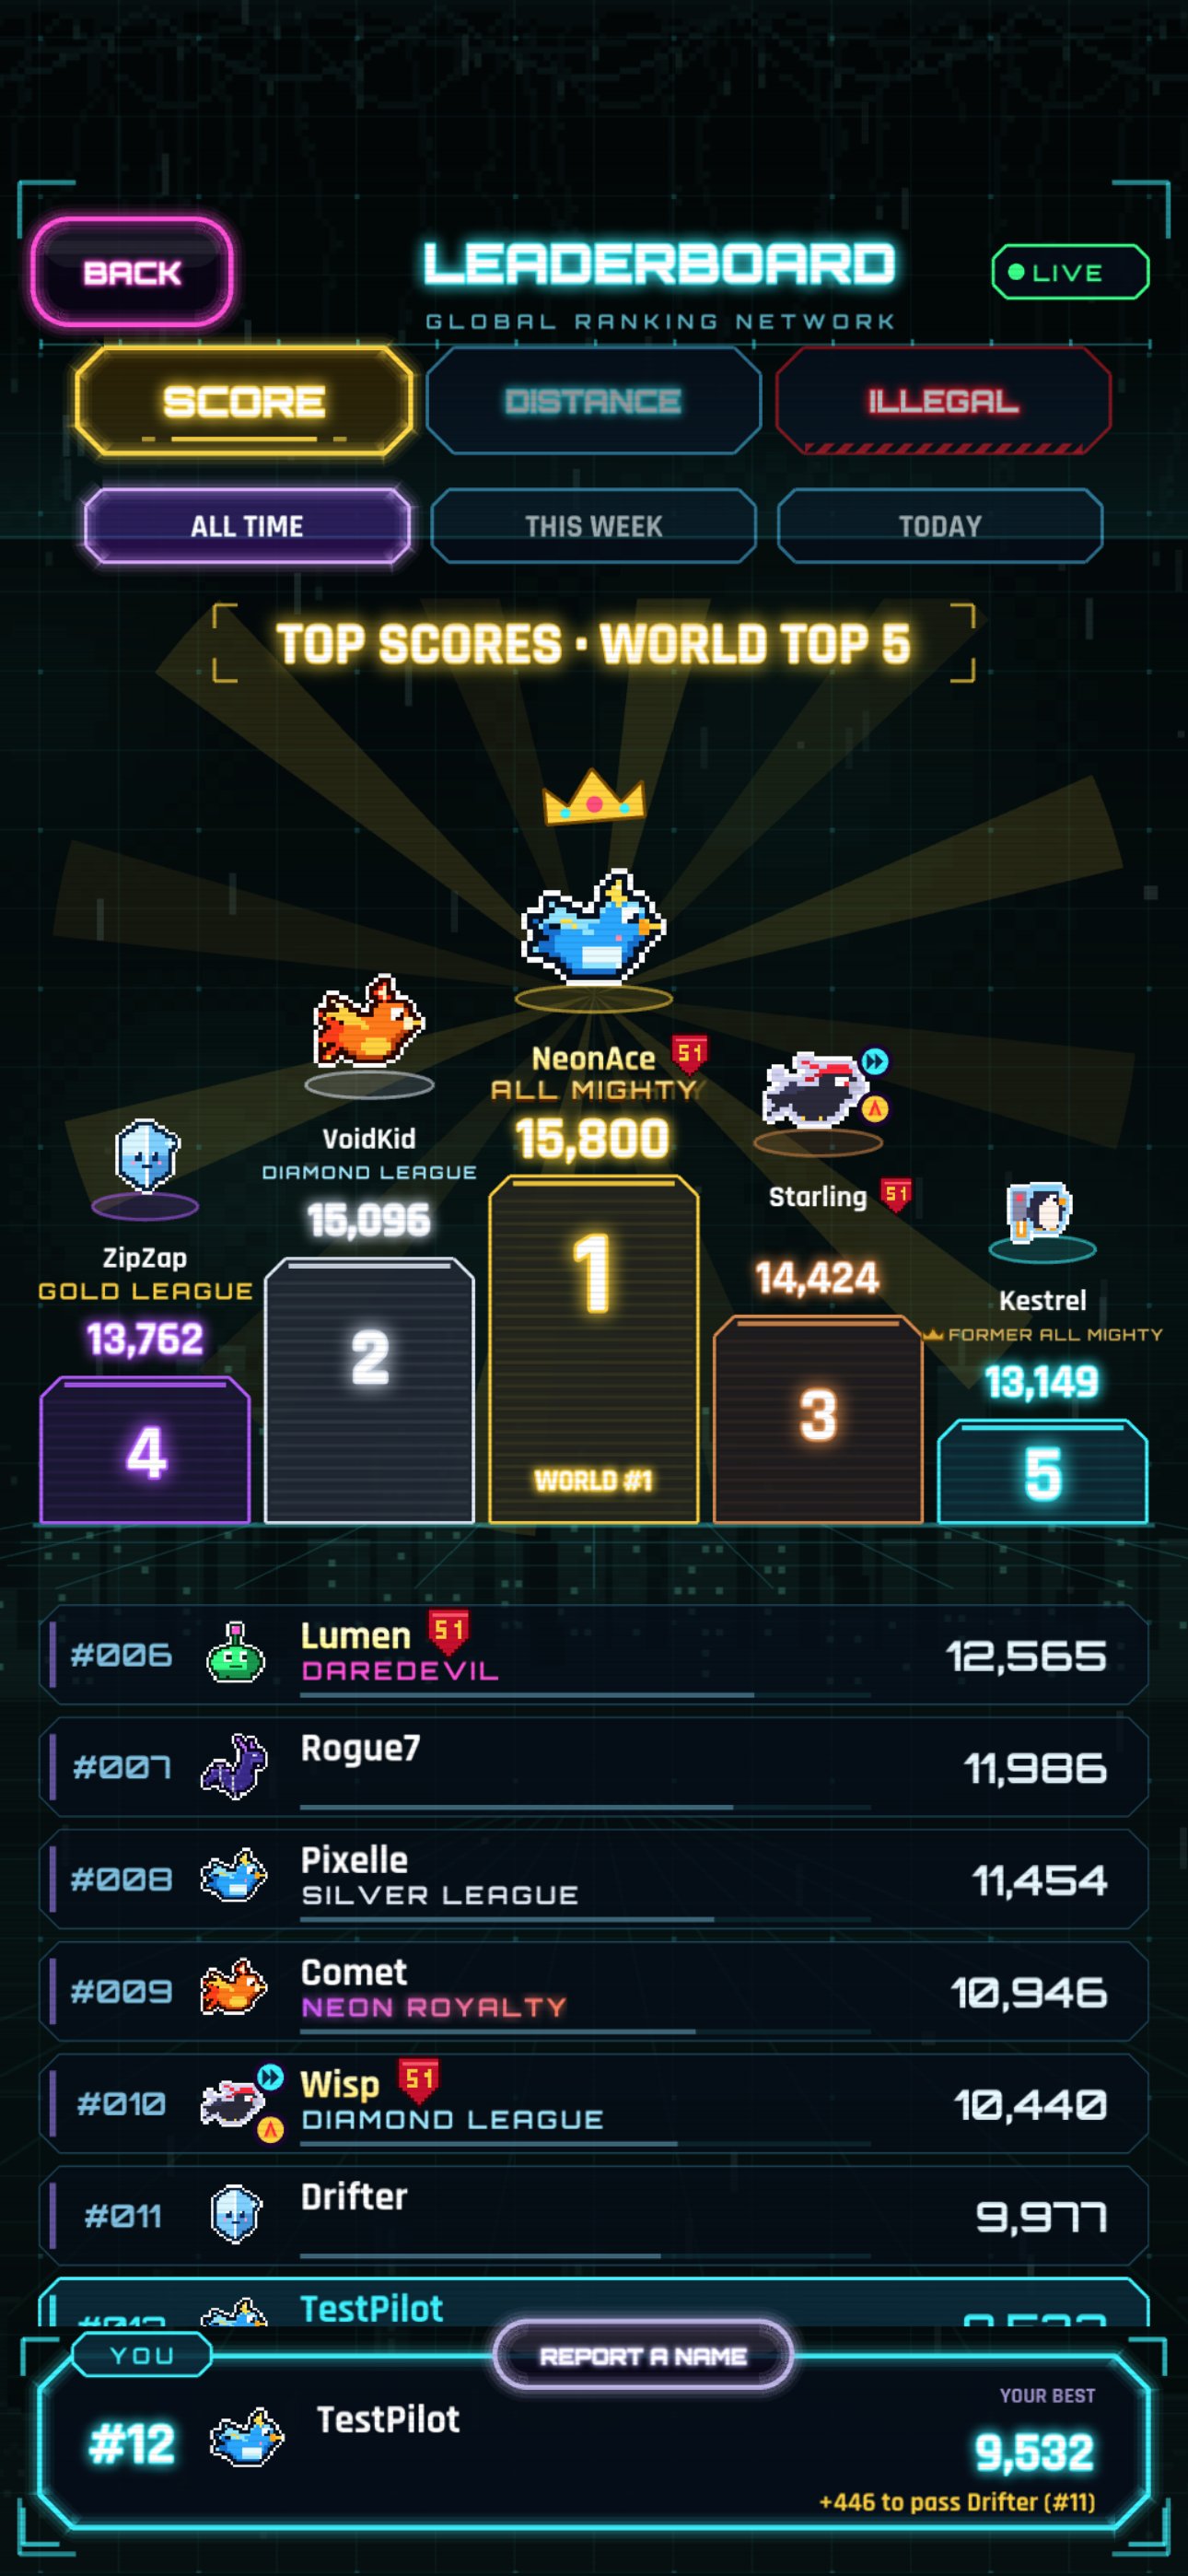 BACK
LEADERBOARD
GLOBAL RANKING NETWORK
LIVE
SCORE
DISTANCE
ILLEGAL
ALL TIME
THIS WEEK
TODAY
TOP SCORES · WORLD TOP 5
NeonAce S1
ALL MIGHTY
15,800
1
WORLD #1
VoidKid
DIAMOND LEAGUE
15,096
2
Starling S1
14,424
3
ZipZap
GOLD LEAGUE
13,762
4
Kestrel
FORMER ALL MIGHTY
13,149
5
#006 Lumen S1 12,565
DAREDEVIL
#007 Rogue7 11,986
#008 Pixelle 11,454
SILVER LEAGUE
#009 Comet 10,946
NEON ROYALTY
#010 Wisp S1 10,440
DIAMOND LEAGUE
#011 Drifter 9,977
TestPilot
YOU
REPORT A NAME
YOUR BEST
#12 TestPilot 9,532
+446 to pass Drifter (#11)